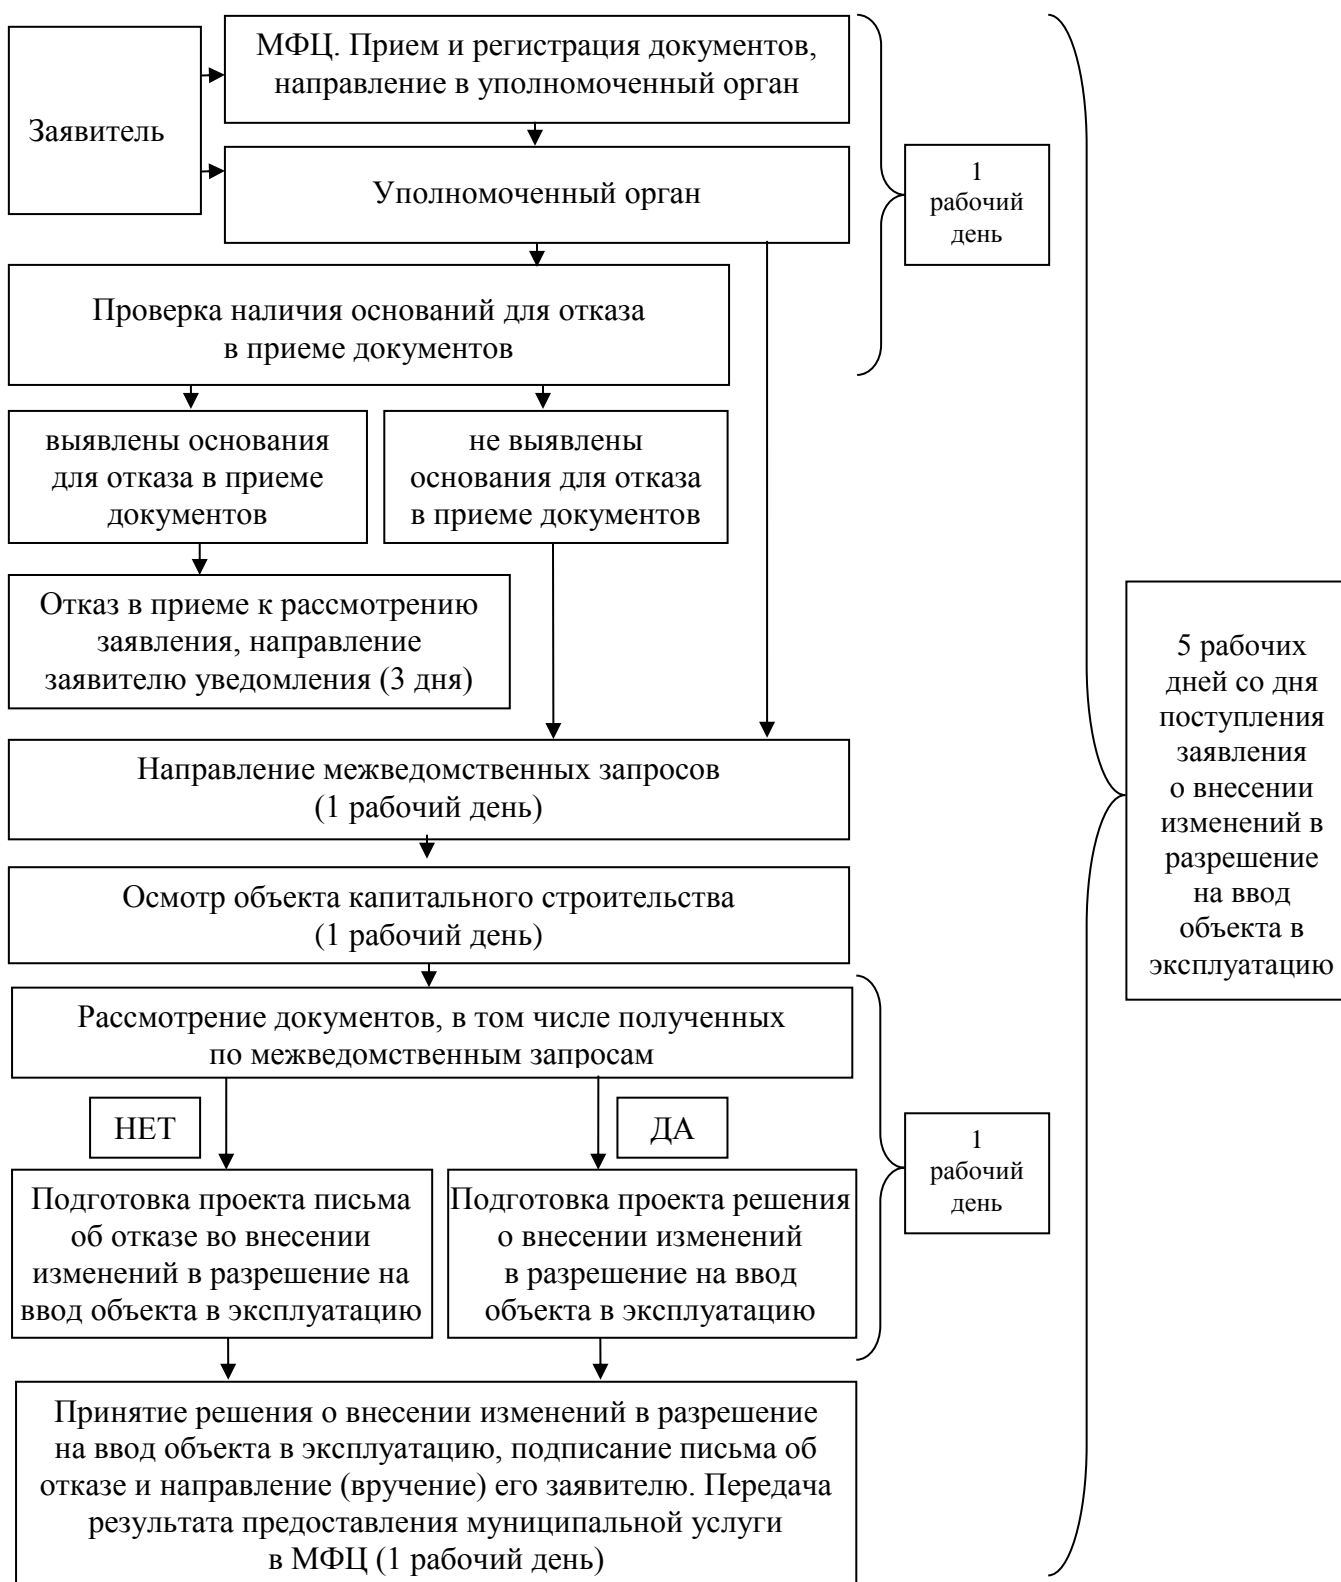 МФЦ. Прием и регистрация документов,
направление в уполномоченный орган
Заявитель
Уполномоченный орган
1
рабочий
день
Проверка наличия оснований для отказа
в приеме документов
выявлены основания
для отказа в приеме
документов
не выявлены
основания для отказа
в приеме документов
Отказ в приеме к рассмотрению
заявления, направление
заявителю уведомления (3 дня)
5 рабочих
дней со дня
поступления
заявления
о внесении
изменений в
разрешение
на ввод
объекта в
эксплуатацию
Направление межведомственных запросов
(1 рабочий день)
Осмотр объекта капитального строительства
(1 рабочий день)
Рассмотрение документов, в том числе полученных
по межведомственным запросам
НЕТ
ДА
1
рабочий
день
Подготовка проекта письма
об отказе во внесении
изменений в разрешение на
ввод объекта в эксплуатацию
Подготовка проекта решения
о внесении изменений
в разрешение на ввод
объекта в эксплуатацию
Принятие решения о внесении изменений в разрешение
на ввод объекта в эксплуатацию, подписание письма об
отказе и направление (вручение) его заявителю. Передача
результата предоставления муниципальной услуги
в МФЦ (1 рабочий день)